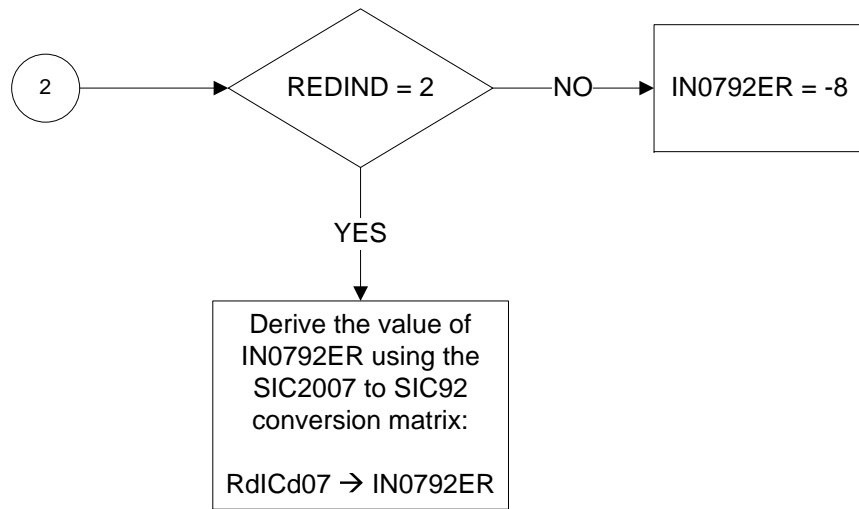 2
REDIND = 2
NO
IN0792ER = -8
YES
Derive the value of
IN0792ER using the
SIC2007 to SIC92
conversion matrix:
RdICd07 → IN0792ER